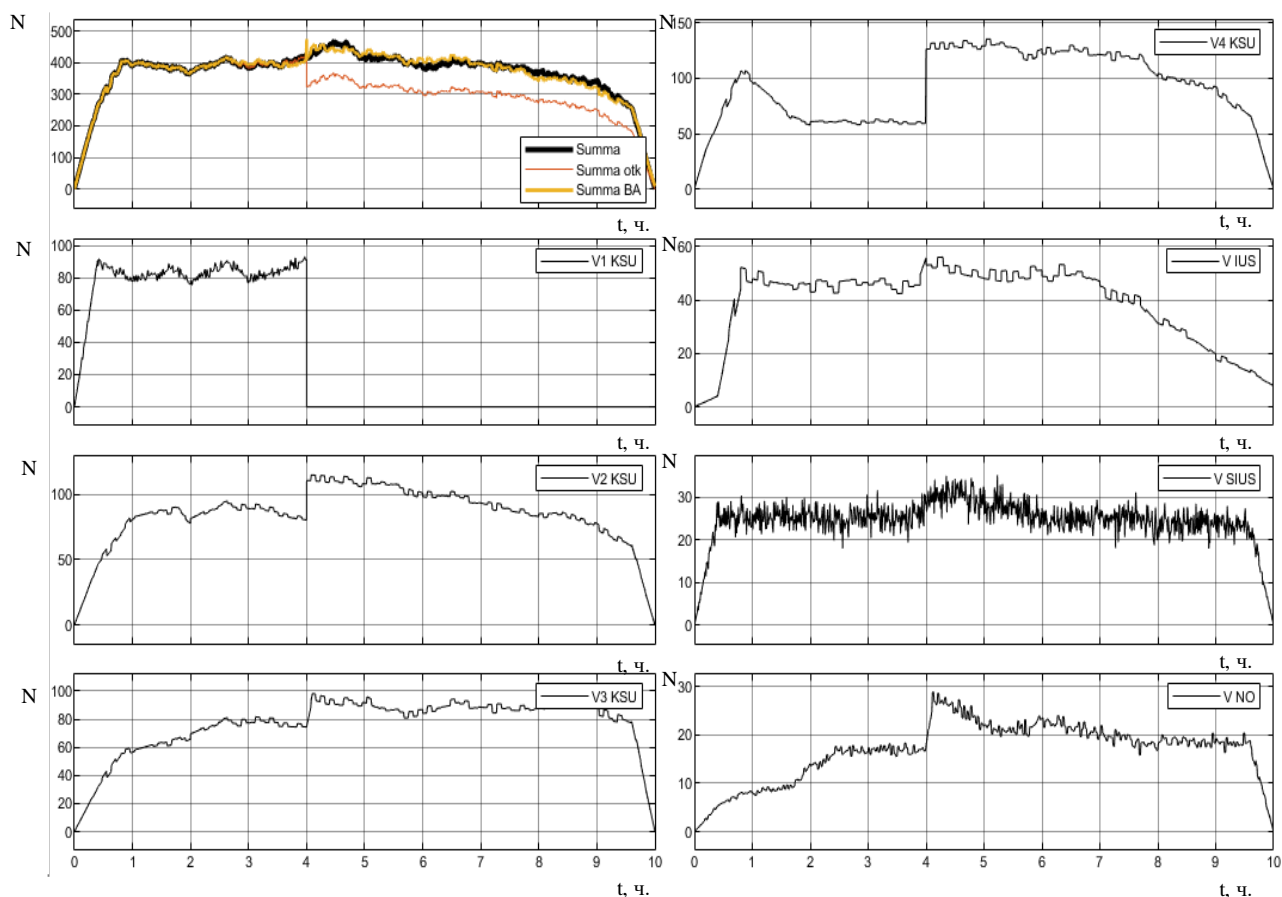 N
500
400
300
200
100
0
Summa
Summa otk
Summa BA
t, ч.
150
100
50
0
V4 KSU
t, ч.
N
100
80
60
40
20
0
V1 KSU
t, ч.
N
60
40
20
0
V IUS
t, ч.
N
100
50
0
V2 KSU
t, ч.
N
30
20
10
0
V SIUS
t, ч.
N
100
80
60
40
20
0
V3 KSU
0 1 2 3 4 5 6 7 8 9 10
t, ч.
N
30
20
10
0
V NO
0 1 2 3 4 5 6 7 8 9 10
t, ч.